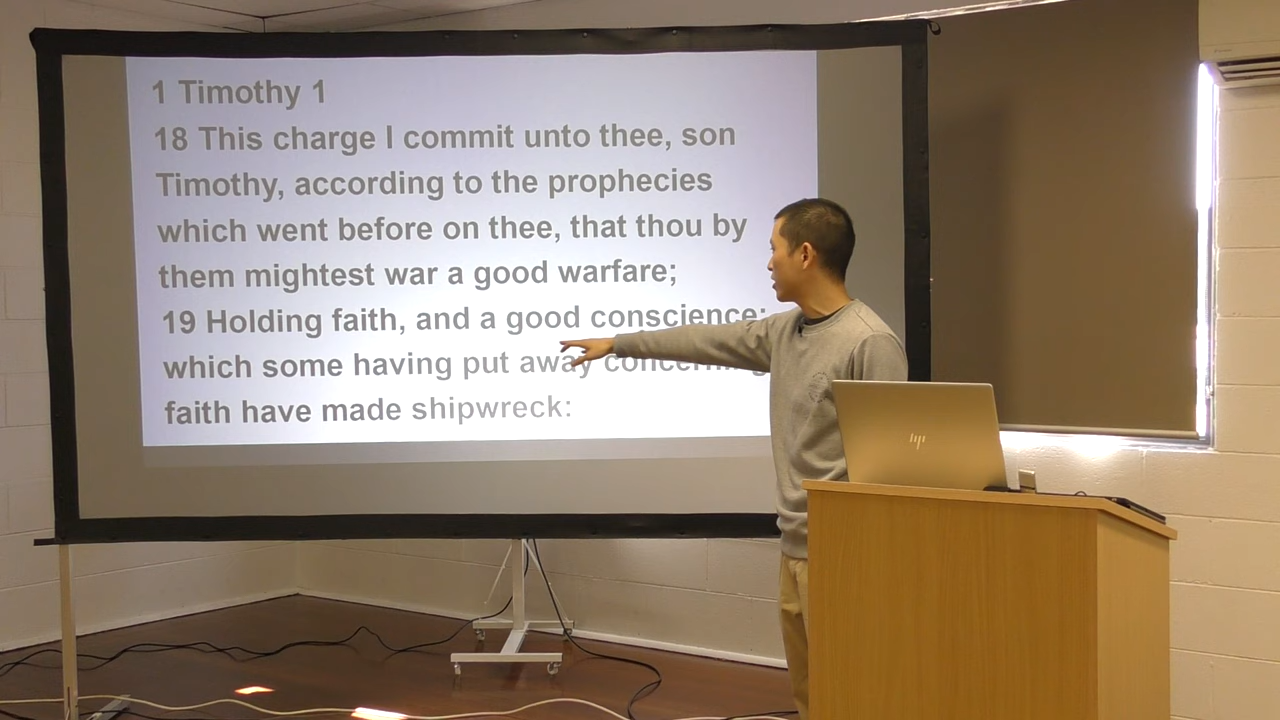 1 Timothy 1
18 This charge I commit unto thee, son
Timothy, according to the prophecies
which went before on thee, that thou by
them mightest war a good warfare;
19 Holding faith, and a good conscience;
which some having put away concerning
faith have made shipwreck:
hp